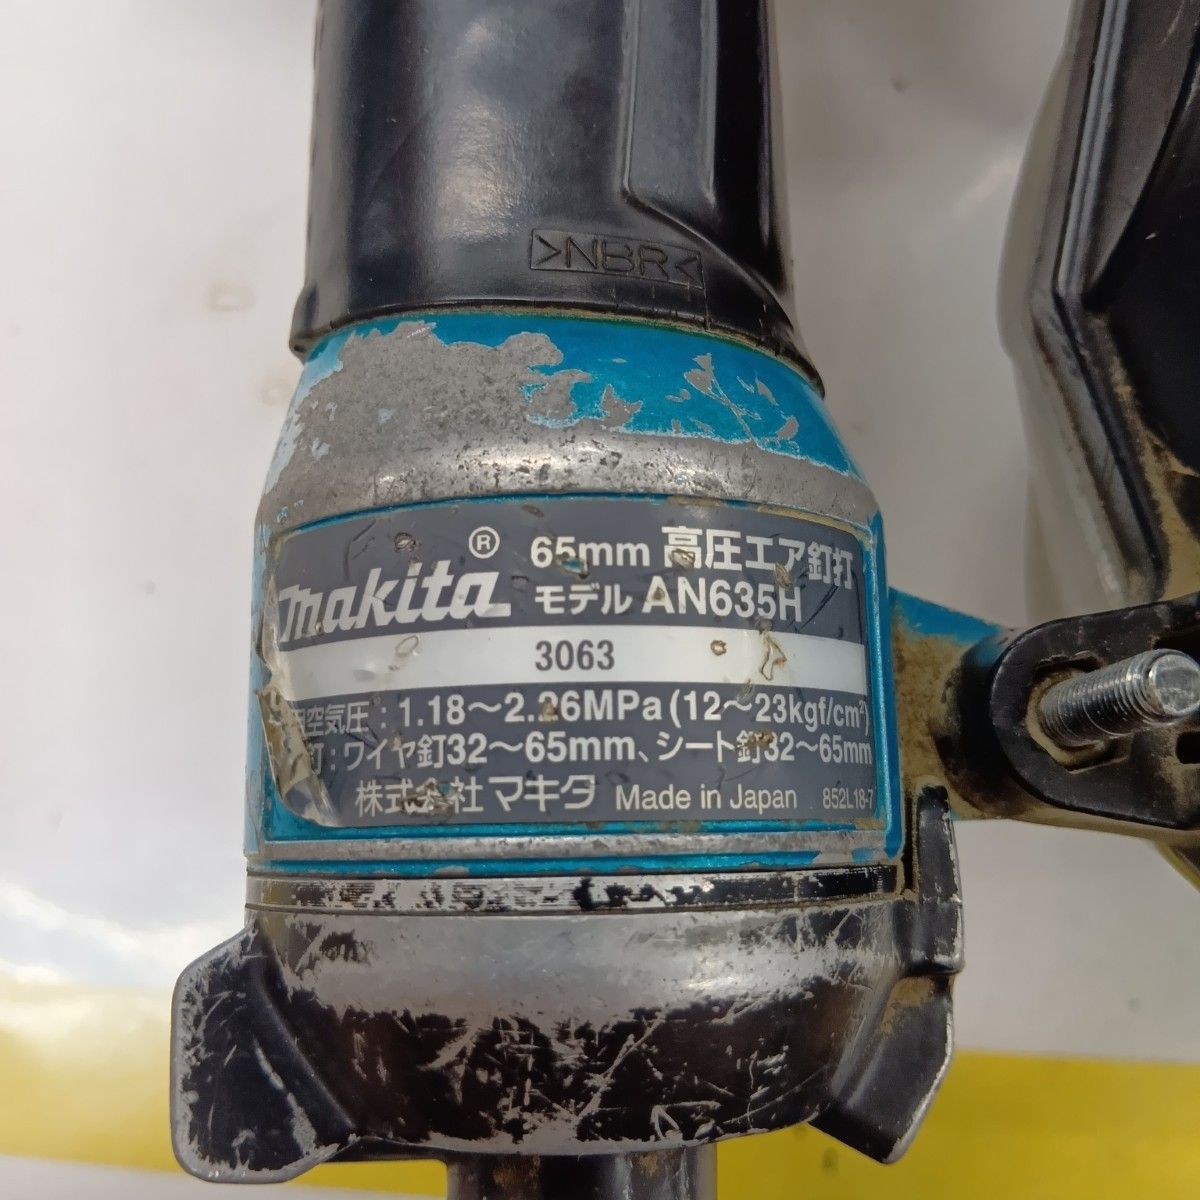 >NBR<
makita®
65mm 高圧エア釘打
モデル AN635H
3063
空気圧：1.18～2.26MPa(12～23kgf/cm²)
釘：ワイヤ釘32～65mm、シート釘32～65mm
株式会社マキタ Made in Japan 852L18-7